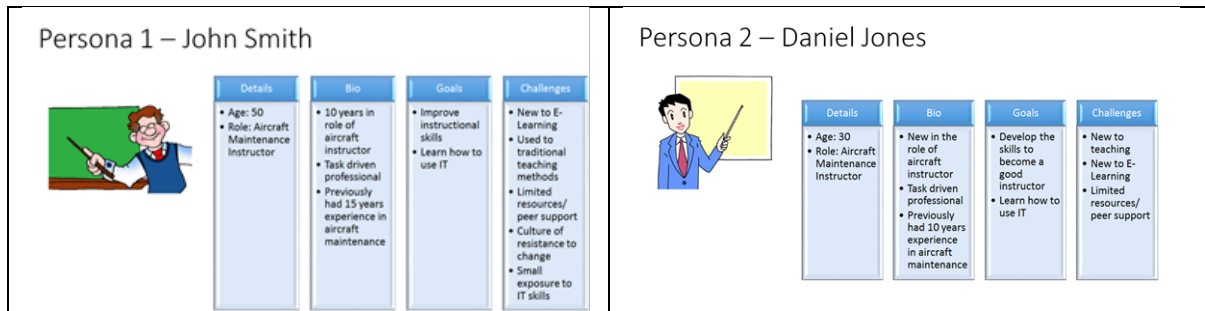 Persona 1 – John Smith
Details
• Age: 50
• Role: Aircraft
Maintenance
Instructor
Bio
• 10 years in
role of
aircraft
instructor
• Task driven
professional
• Previously
had 15 years
experience in
aircraft
maintenance
Goals
• Improve
instructional
skills
• Learn how to
use IT
Challenges
• New to E-
Learning
• Used to
traditional
teaching
methods
• Limited
resources/
peer support
• Culture of
resistance to
change
• Small
exposure to
IT skills
Persona 2 – Daniel Jones
Details
• Age: 30
• Role: Aircraft
Maintenance
Instructor
Bio
• New in the
role of
aircraft
instructor
• Task driven
professional
• Previously
had 10 years
experience
in aircraft
maintenance
Goals
• Develop the
skills to
become a
good
instructor
• Learn how to
use IT
Challenges
• New to
teaching
• New to E-
Learning
• Limited
resources/
peer support